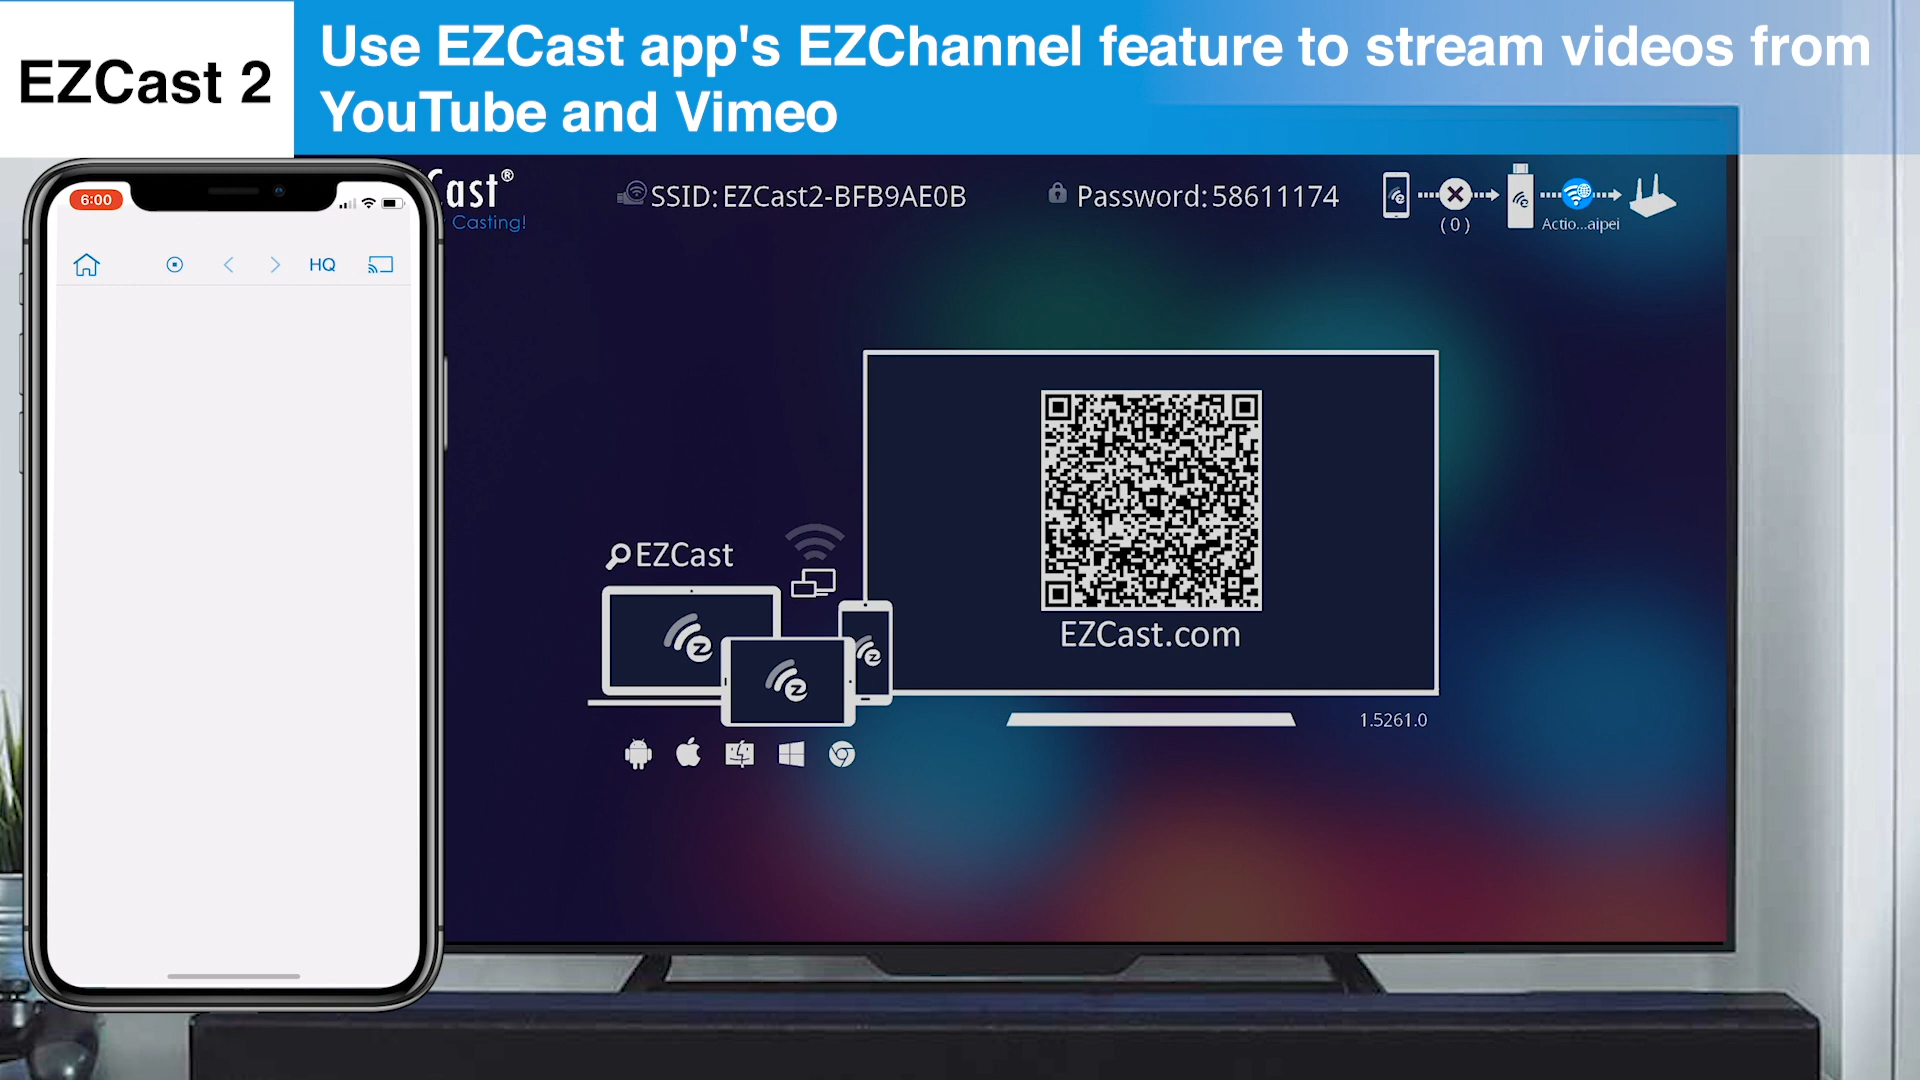 EZCast 2
Use EZCast app's EZChannel feature to stream videos from
YouTube and Vimeo
6:00
HQ
Cast®
Casting!
SSID: EZCast2-BFB9AE0B
Password: 58611174
( 0 )
Actio...aipei
EZCast
EZCast.com
1.5261.0